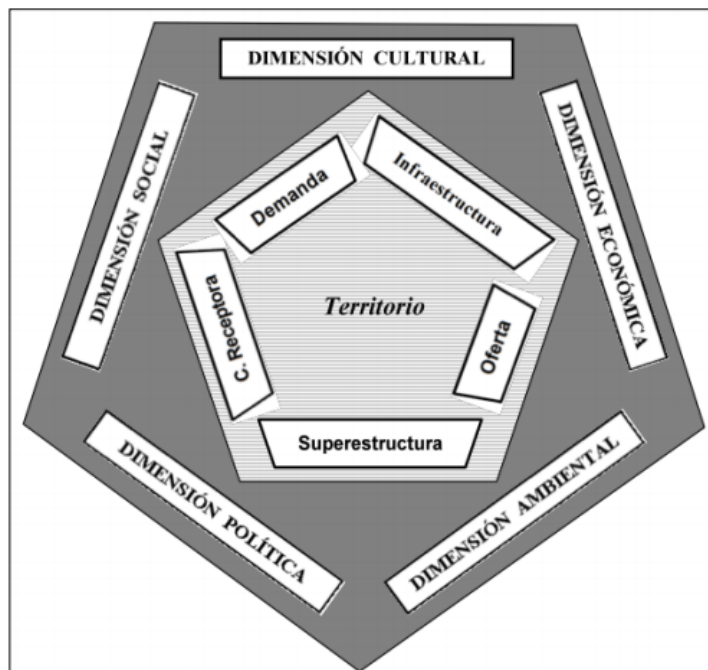 DIMENSIÓN CULTURAL
DIMENSIÓN SOCIAL
DIMENSIÓN ECONÓMICA
Demanda
Infraestructura
C. Receptora
Territorio
Oferta
Superestructura
DIMENSIÓN POLÍTICA
DIMENSIÓN AMBIENTAL